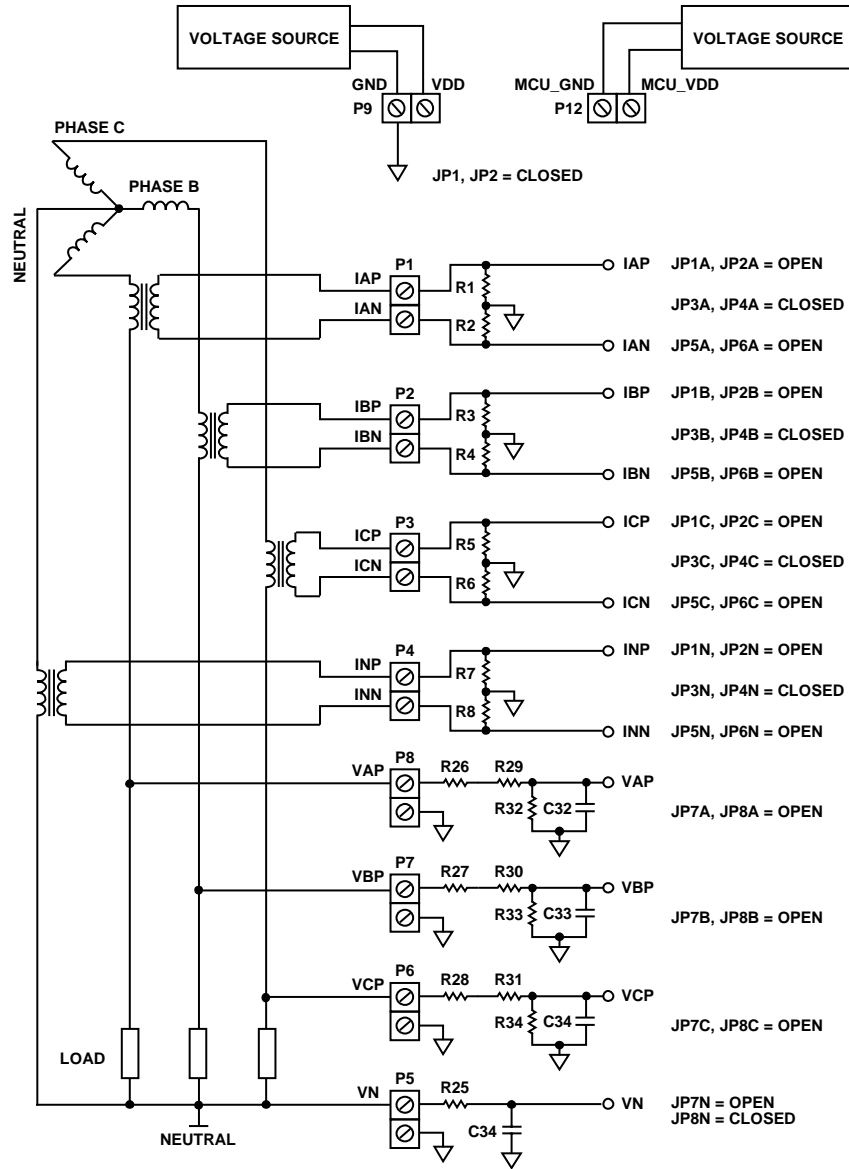 VOLTAGE SOURCE
VOLTAGE SOURCE
GND
VDD
MCU_GND
MCU_VDD
P9
P12
PHASE C
JP1, JP2 = CLOSED
PHASE B
NEUTRAL
P1
IAP
IAN
R1
R2
IAP
JP1A, JP2A = OPEN
JP3A, JP4A = CLOSED
IAN
JP5A, JP6A = OPEN
P2
IBP
IBN
R3
R4
IBP
JP1B, JP2B = OPEN
JP3B, JP4B = CLOSED
IBN
JP5B, JP6B = OPEN
P3
ICP
ICN
R5
R6
ICP
JP1C, JP2C = OPEN
JP3C, JP4C = CLOSED
ICN
JP5C, JP6C = OPEN
P4
INP
INN
R7
R8
INP
JP1N, JP2N = OPEN
JP3N, JP4N = CLOSED
INN
JP5N, JP6N = OPEN
P8
VAP
R26
R29
VAP
R32
C32
JP7A, JP8A = OPEN
P7
VBP
R27
R30
VBP
R33
C33
JP7B, JP8B = OPEN
P6
VCP
R28
R31
VCP
R34
C34
JP7C, JP8C = OPEN
LOAD
P5
VN
R25
VN
JP7N = OPEN
JP8N = CLOSED
C34
NEUTRAL